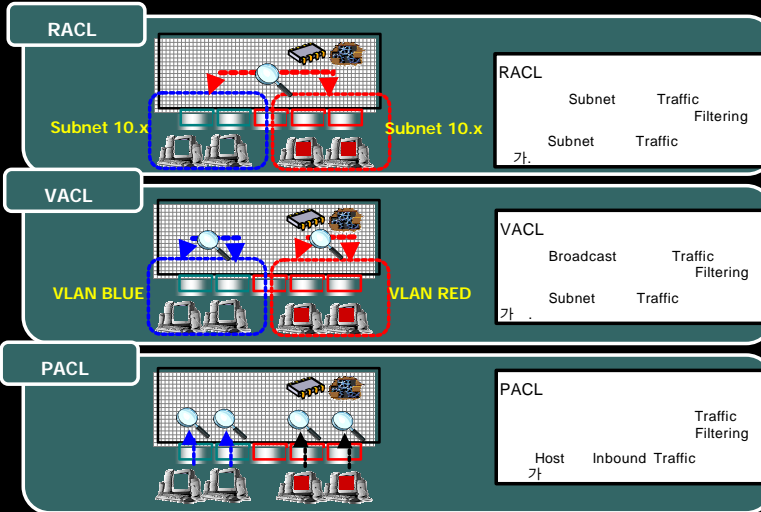 RACL
Subnet 10.x
Subnet 10.x
RACL
Subnet Traffic
Filtering
Subnet Traffic
가.
VACL
VLAN BLUE
VLAN RED
VACL
Broadcast Traffic
Filtering
Subnet Traffic
가 .
PACL
PACL
Traffic
Filtering
Host Inbound Traffic
가